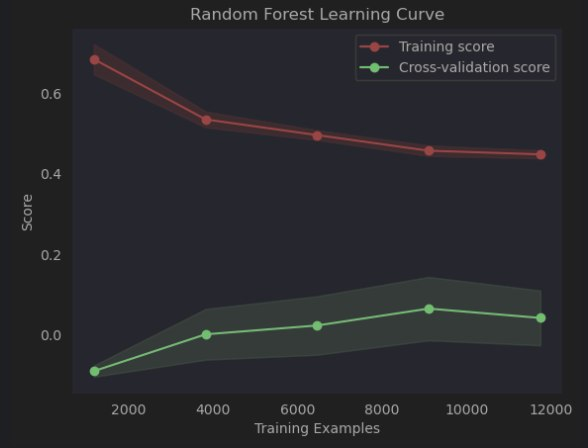 Random Forest Learning Curve
Training score
Cross-validation score
0.6
0.4
0.2
0.0
Score
2000 4000 6000 8000 10000 12000
Training Examples